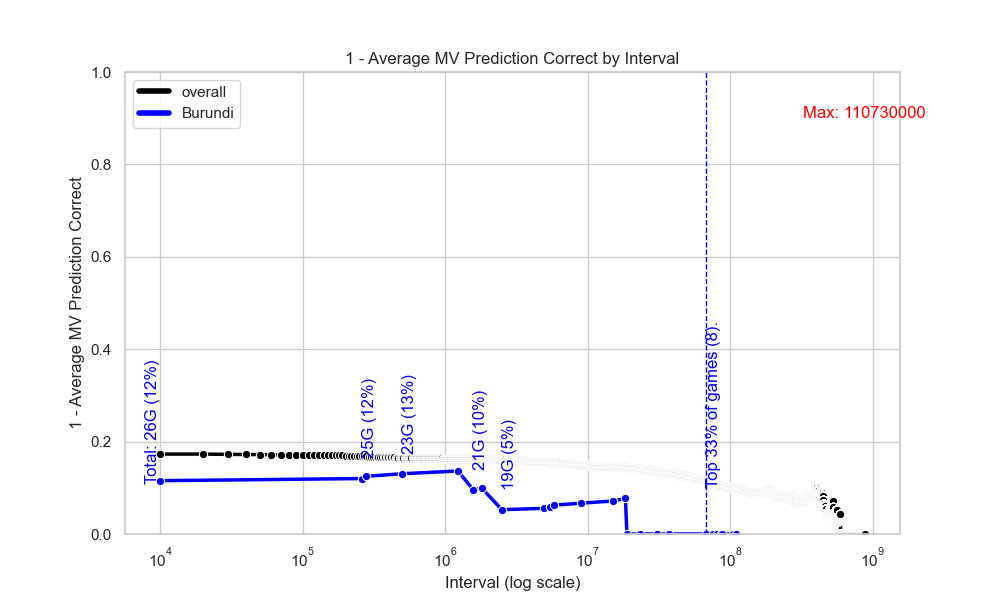 1 - Average MV Prediction Correct by Interval
overall
Burundi
Max: 110730000
1 - Average MV Prediction Correct
1.0
0.8
0.6
0.4
0.2
0.0
Total: 26G (12%)
25G (12%)
23G (13%)
21G (10%)
19G (5%)
Top 33% of games (8).
10^4
10^5
10^6
10^7
10^8
10^9
Interval (log scale)